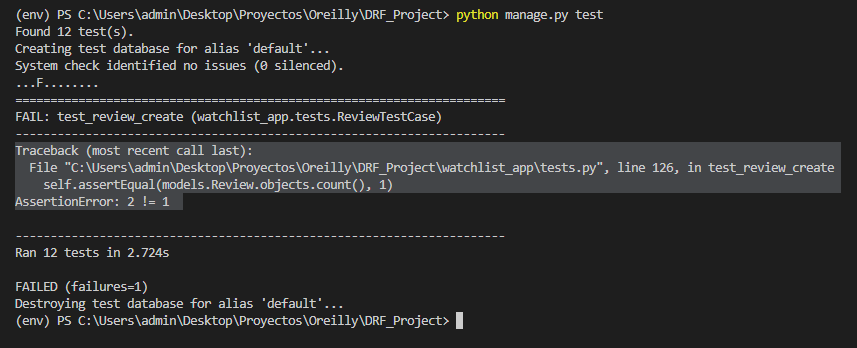 (env) PS C:\Users\admin\Desktop\Proyectos\Oreilly\DRF_Project> python manage.py test
Found 12 test(s).
Creating test database for alias 'default'...
System check identified no issues (0 silenced).
...F........
======================================================================
FAIL: test_review_create (watchlist_app.tests.ReviewTestCase)
----------------------------------------------------------------------
Traceback (most recent call last):
  File "C:\Users\admin\Desktop\Proyectos\Oreilly\DRF_Project\watchlist_app\tests.py", line 126, in test_review_create
    self.assertEqual(models.Review.objects.count(), 1)
AssertionError: 2 != 1
----------------------------------------------------------------------
Ran 12 tests in 2.724s
FAILED (failures=1)
Destroying test database for alias 'default'...
(env) PS C:\Users\admin\Desktop\Proyectos\Oreilly\DRF_Project>